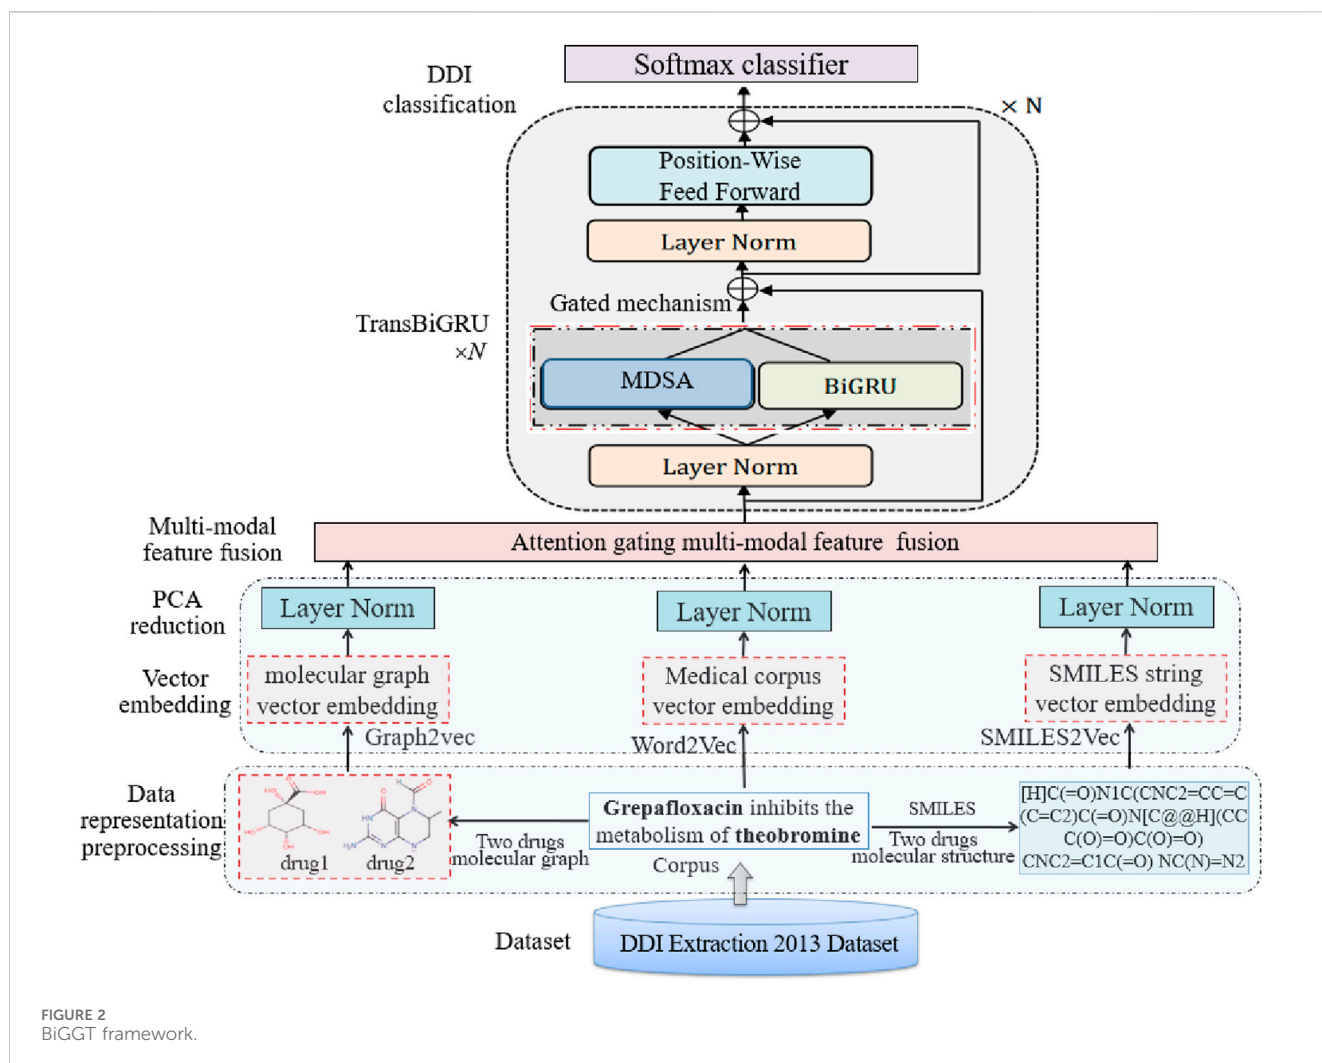 Softmax classifier
DDI
classification
× N
Position-Wise
Feed Forward
Layer Norm
Gated mechanism
TransBiGRU
×N
MDSA
BiGRU
Layer Norm
Multi-modal
feature fusion
Attention gating multi-modal feature fusion
PCA
reduction
Layer Norm
Layer Norm
Layer Norm
Vector
embedding
molecular graph
vector embedding
Medical corpus
vector embedding
SMILES string
vector embedding
Graph2vec
Word2Vec
SMILES2Vec
Data
representation
preprocessing
drug1
drug2
Two drugs
molecular graph
Grepafloxacin inhibits the
metabolism of theobromine
Corpus
SMILES
Two drugs
molecular structure
[H]C(=O)N1C(CNC2=CC=C
(C=C2)C(=O)N[C@@H](CC
C(O)=O)C(O)=O)
CNC2=C1C(=O) NC(N)=N2
Dataset
DDI Extraction 2013 Dataset
FIGURE 2
BiGGT framework.